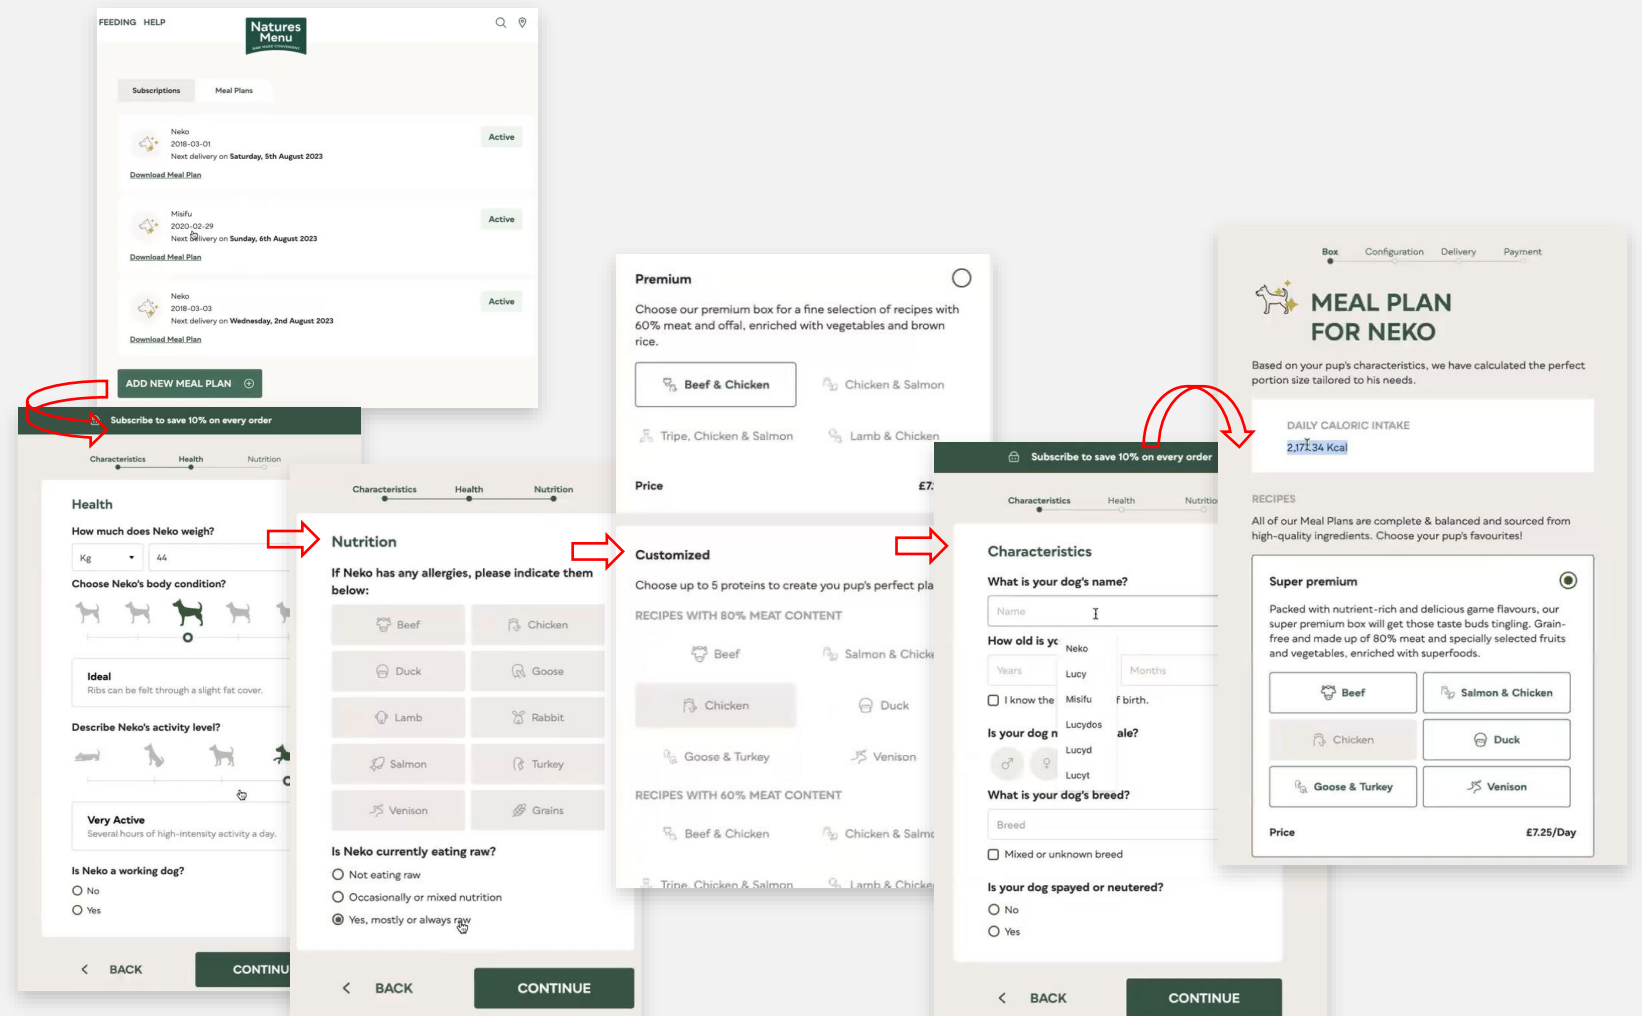 FEEDING HELP
Natures
Menu
RAW MADE CONVENIENT
Subscriptions Meal Plans
Neko
2018-03-01
Next delivery on Saturday, 5th August 2023
Active
Download Meal Plan
Misifu
2020-02-29
Next delivery on Sunday, 6th August 2023
Active
Download Meal Plan
Neko
2018-03-03
Next delivery on Wednesday, 2nd August 2023
Active
Download Meal Plan
ADD NEW MEAL PLAN
Subscribe to save 10% on every order
Characteristics Health Nutrition
Health
How much does Neko weigh?
Kg 44
Choose Neko's body condition?
Ideal
Ribs can be felt through a slight fat cover.
Describe Neko's activity level?
Very Active
Several hours of high-intensity activity a day.
Is Neko a working dog?
No
Yes
BACK CONTINU
Characteristics Health Nutrition
Nutrition
If Neko has any allergies, please indicate them
below:
Beef Chicken
Duck Goose
Lamb Rabbit
Salmon Turkey
Venison Grains
Is Neko currently eating raw?
Not eating raw
Occasionally or mixed nutrition
Yes, mostly or always raw
BACK CONTINUE
Premium
Choose our premium box for a fine selection of recipes with
60% meat and offal, enriched with vegetables and brown
rice.
Beef & Chicken Chicken & Salmon
Tripe, Chicken & Salmon Lamb & Chicken
Price £7.
Customized
Choose up to 5 proteins to create you pup's perfect pla
RECIPES WITH 80% MEAT CONTENT
Beef Salmon & Chicke
Chicken Duck
Goose & Turkey Venison
RECIPES WITH 60% MEAT CONTENT
Beef & Chicken Chicken & Salmo
Tripe, Chicken & Salmon Lamb & Chicke
Subscribe to save 10% on every order
Characteristics Health Nutritio
Characteristics
What is your dog's name?
Name
How old is yo
Years Months
I know the f birth.
Neko
Lucy
Misifu
Lucydos
Lucyd
Lucyt
Is your dog m ale?
What is your dog's breed?
Breed
Mixed or unknown breed
Is your dog spayed or neutered?
No
Yes
BACK CONTINUE
Box Configuration Delivery Payment
MEAL PLAN
FOR NEKO
Based on your pup's characteristics, we have calculated the perfect
portion size tailored to his needs.
DAILY CALORIC INTAKE
2,171.34 Kcal
RECIPES
All of our Meal Plans are complete & balanced and sourced from
high-quality ingredients. Choose your pup's favourites!
Super premium
Packed with nutrient-rich and delicious game flavours, our
super premium box will get those taste buds tingling. Grain-
free and made up of 80% meat and specially selected fruits
and vegetables, enriched with superfoods.
Beef Salmon & Chicken
Chicken Duck
Goose & Turkey Venison
Price £7.25/Day